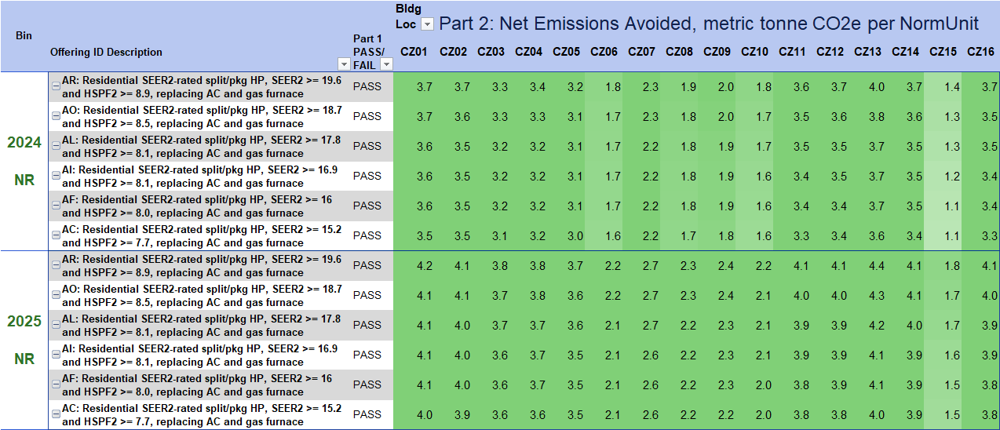 Bldg
Loc Part 2: Net Emissions Avoided, metric tonne CO2e per NormUnit
Bin
Offering ID Description
Part 1
PASS/
FAIL
CZ01 CZ02 CZ03 CZ04 CZ05 CZ06 CZ07 CZ08 CZ09 CZ10 CZ11 CZ12 CZ13 CZ14 CZ15 CZ16
2024
NR
AR: Residential SEER2-rated split/pkg HP, SEER2 >= 19.6
and HSPF2 >= 8.9, replacing AC and gas furnace
PASS 3.7 3.7 3.3 3.4 3.2 1.8 2.3 1.9 2.0 1.8 3.6 3.7 4.0 3.7 1.4 3.7
AO: Residential SEER2-rated split/pkg HP, SEER2 >= 18.7
and HSPF2 >= 8.5, replacing AC and gas furnace
PASS 3.7 3.6 3.3 3.3 3.1 1.7 2.3 1.8 2.0 1.7 3.5 3.6 3.8 3.6 1.3 3.5
AL: Residential SEER2-rated split/pkg HP, SEER2 >= 17.8
and HSPF2 >= 8.1, replacing AC and gas furnace
PASS 3.6 3.5 3.2 3.2 3.1 1.7 2.2 1.8 1.9 1.7 3.5 3.5 3.7 3.5 1.3 3.5
AI: Residential SEER2-rated split/pkg HP, SEER2 >= 16.9
and HSPF2 >= 8.1, replacing AC and gas furnace
PASS 3.6 3.5 3.2 3.2 3.1 1.7 2.2 1.8 1.9 1.6 3.4 3.5 3.7 3.5 1.2 3.4
AF: Residential SEER2-rated split/pkg HP, SEER2 >= 16
and HSPF2 >= 8.0, replacing AC and gas furnace
PASS 3.6 3.5 3.2 3.2 3.1 1.7 2.2 1.8 1.9 1.6 3.4 3.4 3.7 3.5 1.1 3.4
AC: Residential SEER2-rated split/pkg HP, SEER2 >= 15.2
and HSPF2 >= 7.7, replacing AC and gas furnace
PASS 3.5 3.5 3.1 3.2 3.0 1.6 2.2 1.7 1.8 1.6 3.3 3.4 3.6 3.4 1.1 3.3
2025
NR
AR: Residential SEER2-rated split/pkg HP, SEER2 >= 19.6
and HSPF2 >= 8.9, replacing AC and gas furnace
PASS 4.2 4.1 3.8 3.8 3.7 2.2 2.7 2.3 2.4 2.2 4.1 4.1 4.4 4.1 1.8 4.1
AO: Residential SEER2-rated split/pkg HP, SEER2 >= 18.7
and HSPF2 >= 8.5, replacing AC and gas furnace
PASS 4.1 4.1 3.7 3.8 3.6 2.2 2.7 2.3 2.4 2.1 4.0 4.0 4.3 4.1 1.7 4.0
AL: Residential SEER2-rated split/pkg HP, SEER2 >= 17.8
and HSPF2 >= 8.1, replacing AC and gas furnace
PASS 4.1 4.0 3.7 3.7 3.6 2.1 2.7 2.2 2.3 2.1 3.9 3.9 4.2 4.0 1.7 3.9
AI: Residential SEER2-rated split/pkg HP, SEER2 >= 16.9
and HSPF2 >= 8.1, replacing AC and gas furnace
PASS 4.1 4.0 3.6 3.7 3.5 2.1 2.6 2.2 2.3 2.1 3.9 3.9 4.1 3.9 1.6 3.9
AF: Residential SEER2-rated split/pkg HP, SEER2 >= 16
and HSPF2 >= 8.0, replacing AC and gas furnace
PASS 4.1 4.0 3.6 3.7 3.5 2.1 2.6 2.2 2.3 2.0 3.8 3.9 4.1 3.9 1.5 3.8
AC: Residential SEER2-rated split/pkg HP, SEER2 >= 15.2
and HSPF2 >= 7.7, replacing AC and gas furnace
PASS 4.0 3.9 3.6 3.6 3.5 2.1 2.6 2.2 2.2 2.0 3.8 3.8 4.0 3.9 1.5 3.8